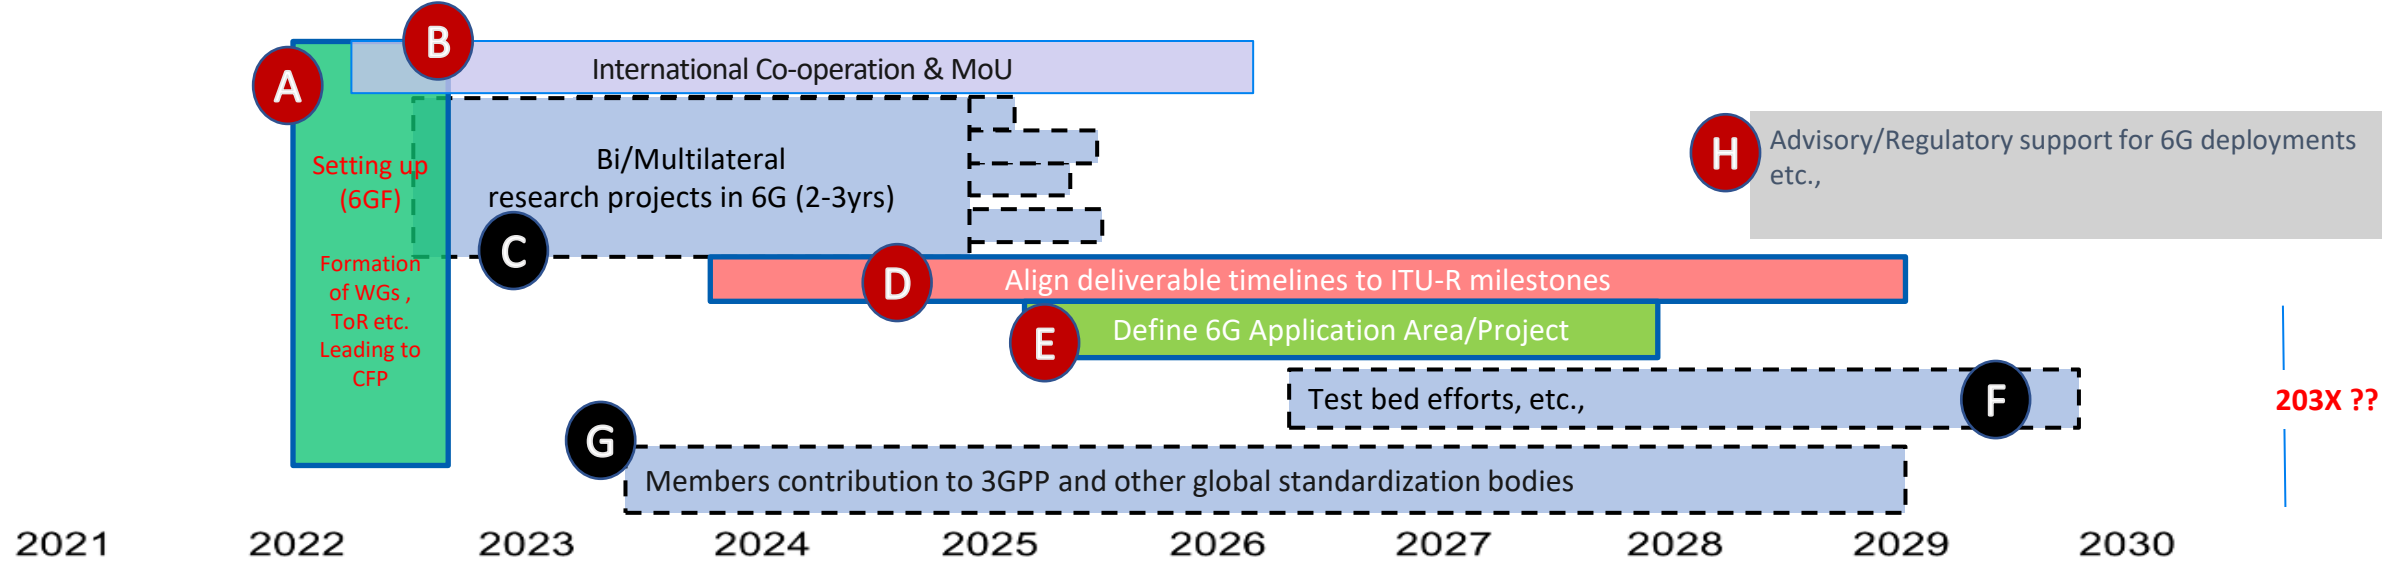 B
International Co-operation & MoU
A
Setting up
(6GF)
Formation
of WGs ,
ToR etc.
Leading to
CFP
Bi/Multilateral
research projects in 6G (2-3yrs)
C
H
Advisory/Regulatory support for 6G deployments
etc.,
D
Align deliverable timelines to ITU-R milestones
E
Define 6G Application Area/Project
Test bed efforts, etc.,
F
203X ??
G
Members contribution to 3GPP and other global standardization bodies
2021 2022 2023 2024 2025 2026 2027 2028 2029 2030